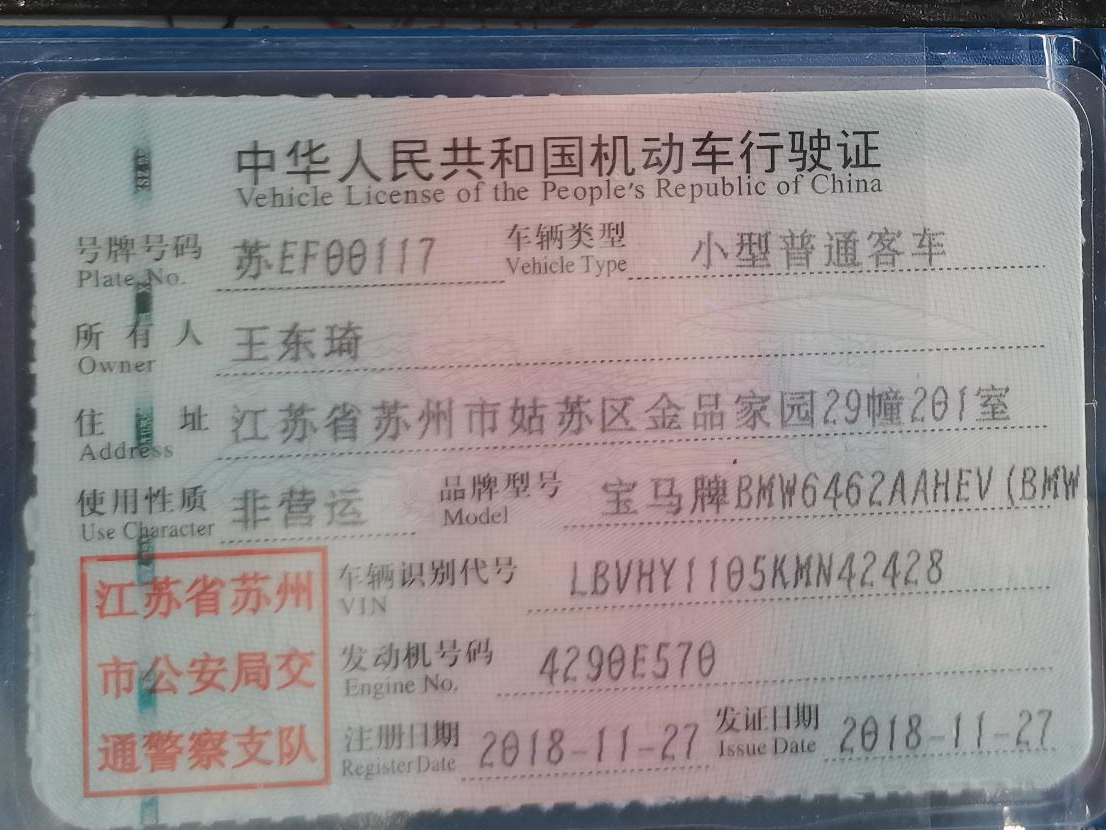 中华人民共和国机动车行驶证
Vehicle License of the People's Republic of China
号牌号码 苏EF00117 车辆类型 小型普通客车
Plate No. Vehicle Type
所有人 王东琦
Owner
住址 江苏省苏州市姑苏区金品家园29幢201室
Address
使用性质 非营运 品牌型号 宝马牌BMW6462AAHEV(BMW
Use Character Model
江苏省苏州
市公安局交
通警察支队
车辆识别代号 LBVHY1105KMN42428
VIN
发动机号码 4290E570
Engine No.
注册日期 2018-11-27 发证日期 2018-11-27
Register Date Issue Date